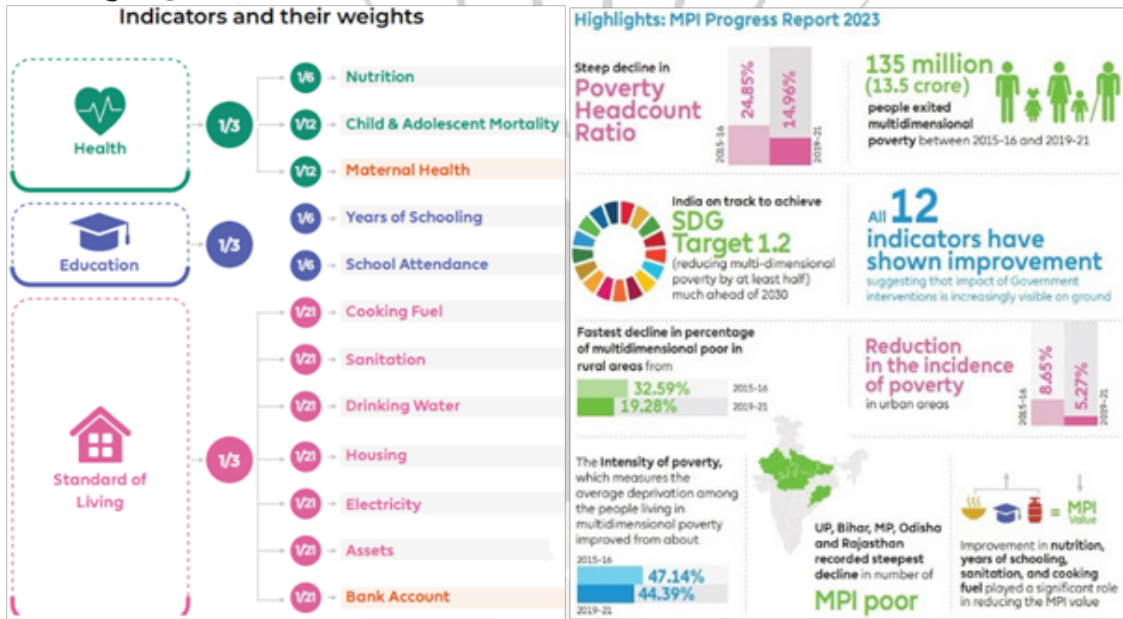 Indicators and their weights
Health
1/3
1/6
Nutrition
1/12
Child & Adolescent Mortality
1/12
Maternal Health
Education
1/3
1/6
Years of Schooling
1/6
School Attendance
Standard of
Living
1/3
1/21
Cooking Fuel
1/21
Sanitation
1/21
Drinking Water
1/21
Housing
1/21
Electricity
1/21
Assets
1/21
Bank Account
Highlights: MPI Progress Report 2023
Steep decline in
Poverty
Headcount
Ratio
2015-16
24.85%
14.96%
2019-21
135 million
(13.5 crore)
people exited
multidimensional
poverty between 2015-16 and 2019-21
India on track to achieve
SDG
Target 1.2
(reducing multi-dimensional
poverty by at least half)
much ahead of 2030
All 12
indicators have
shown improvement
suggesting that impact of Government
interventions is increasingly visible on ground
Fastest decline in percentage
of multidimensional poor in
rural areas from
32.59% 2015-16
19.28% 2019-21
Reduction
in the incidence
of poverty
in urban areas
2015-16
8.65%
5.27%
2019-21
The Intensity of poverty,
which measures the
average deprivation among
the people living in
multidimensional poverty
improved from about
2015-16
47.14%
44.39%
2019-21
UP, Bihar, MP, Odisha
and Rajasthan
recorded steepest
decline in number of
MPI poor
= MPI
Value
Improvement in nutrition,
years of schooling,
sanitation, and cooking
fuel played a significant role
in reducing the MPI value